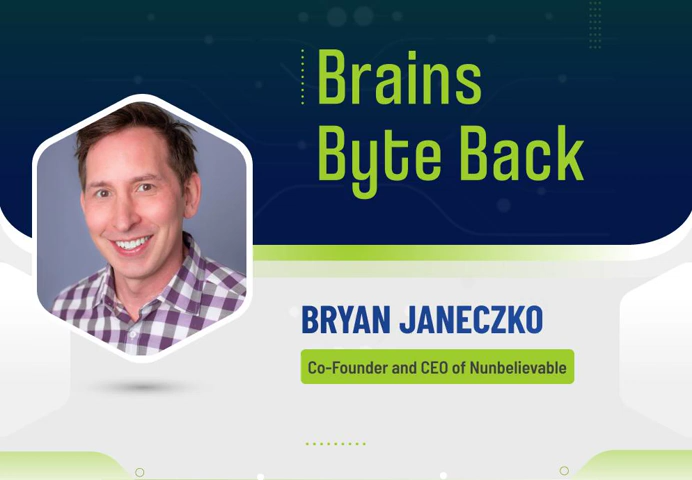 Brains
Byte Back
BRYAN JANECZKO
Co-Founder and CEO of Nunbelievable